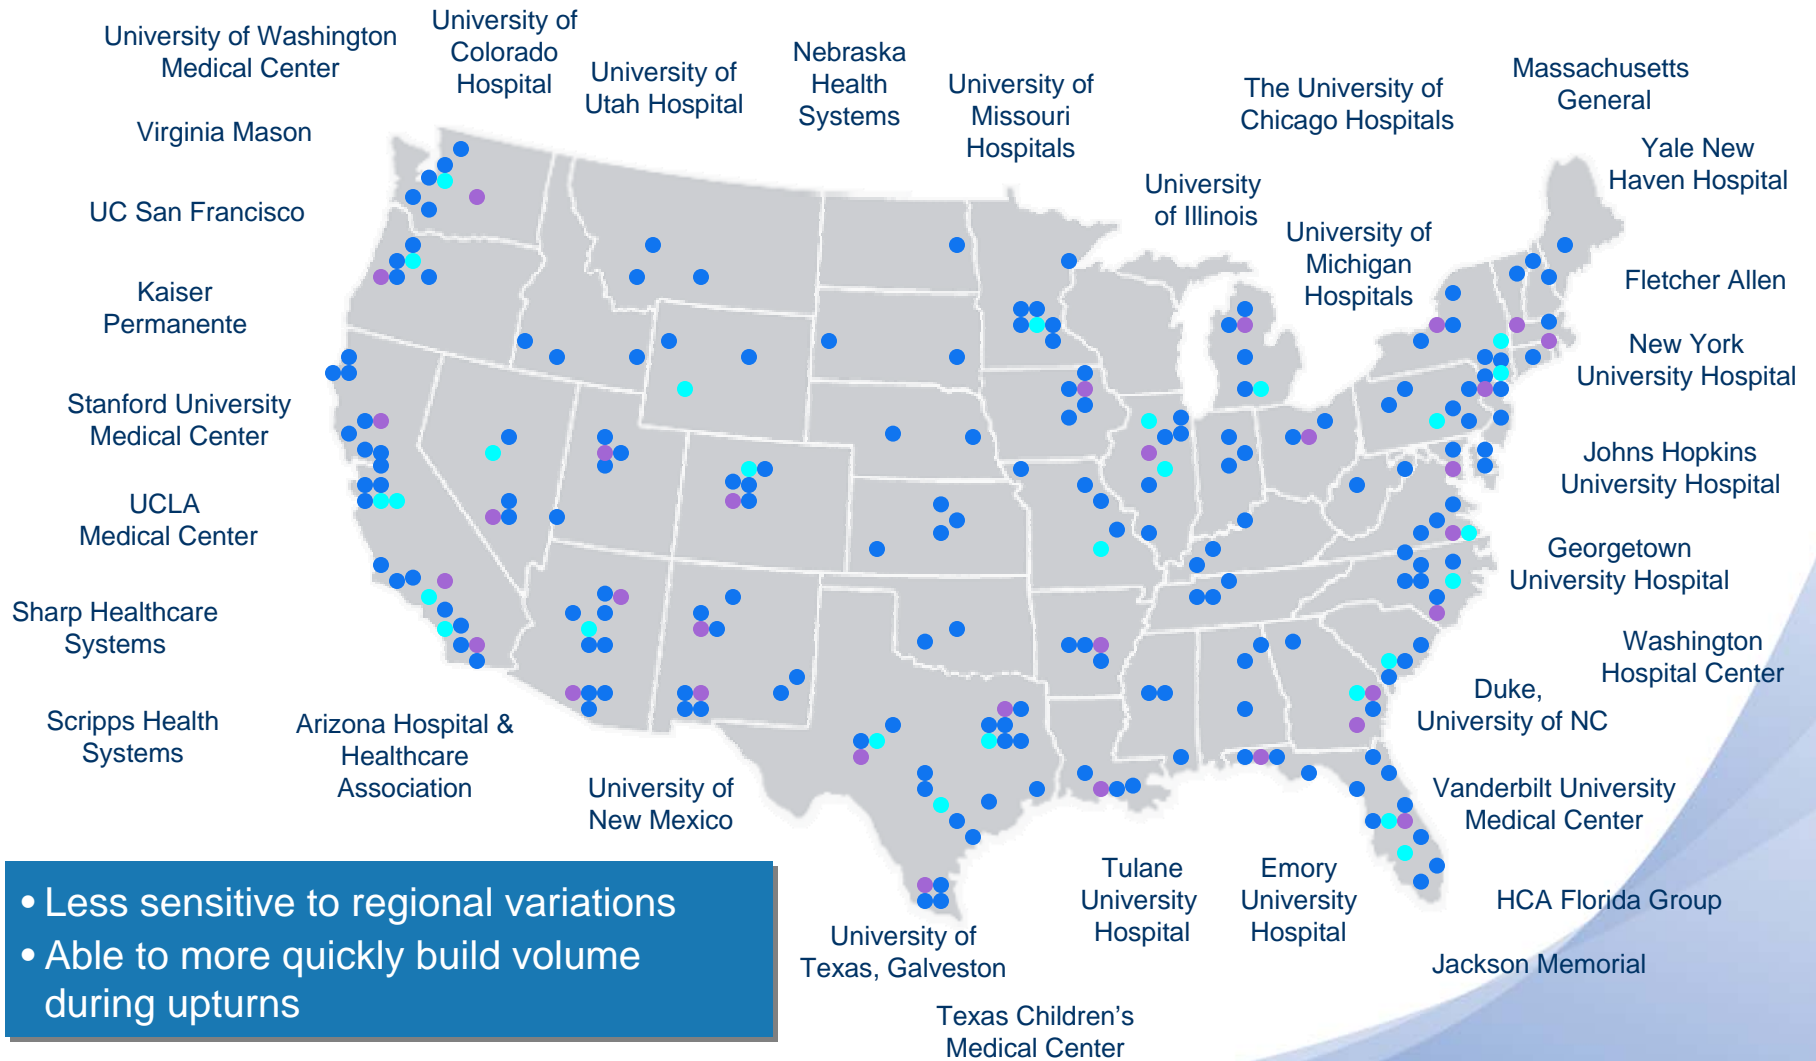 University of Washington
Medical Center
University of
Colorado
Hospital
University of
Utah Hospital
Nebraska
Health
Systems
University of
Missouri
Hospitals
The University of
Chicago Hospitals
Massachusetts
General
Virginia Mason
Yale New
Haven Hospital
UC San Francisco
University
of Illinois
University of
Michigan
Hospitals
Fletcher Allen
Kaiser
Permanente
New York
University Hospital
Stanford University
Medical Center
Johns Hopkins
University Hospital
UCLA
Medical Center
Georgetown
University Hospital
Sharp Healthcare
Systems
Washington
Hospital Center
Duke,
University of NC
Scripps Health
Systems
Arizona Hospital &
Healthcare
Association
University of
New Mexico
Vanderbilt University
Medical Center
Tulane
University
Hospital
Emory
University
Hospital
HCA Florida Group
University of
Texas, Galveston
Jackson Memorial
Texas Children's
Medical Center
• Less sensitive to regional variations
• Able to more quickly build volume
during upturns